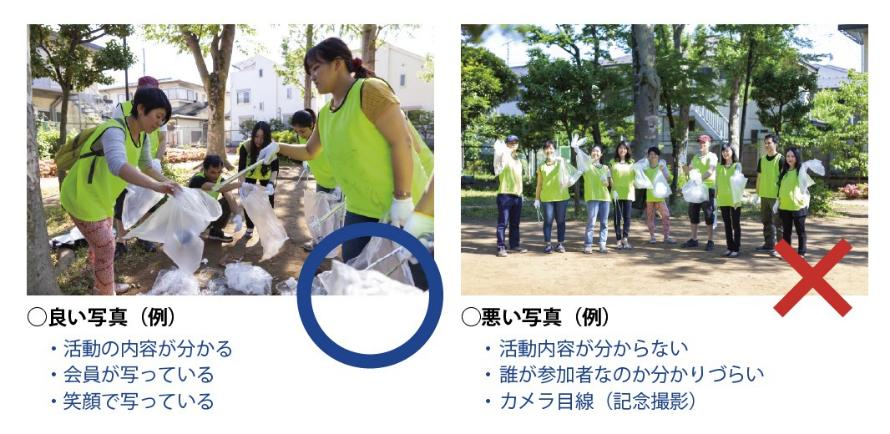 ○良い写真（例）
・活動の内容が分かる
・会員が写っている
・笑顔で写っている
○悪い写真（例）
・活動内容が分からない
・誰が参加者なのか分かりづらい
・カメラ目線（記念撮影）